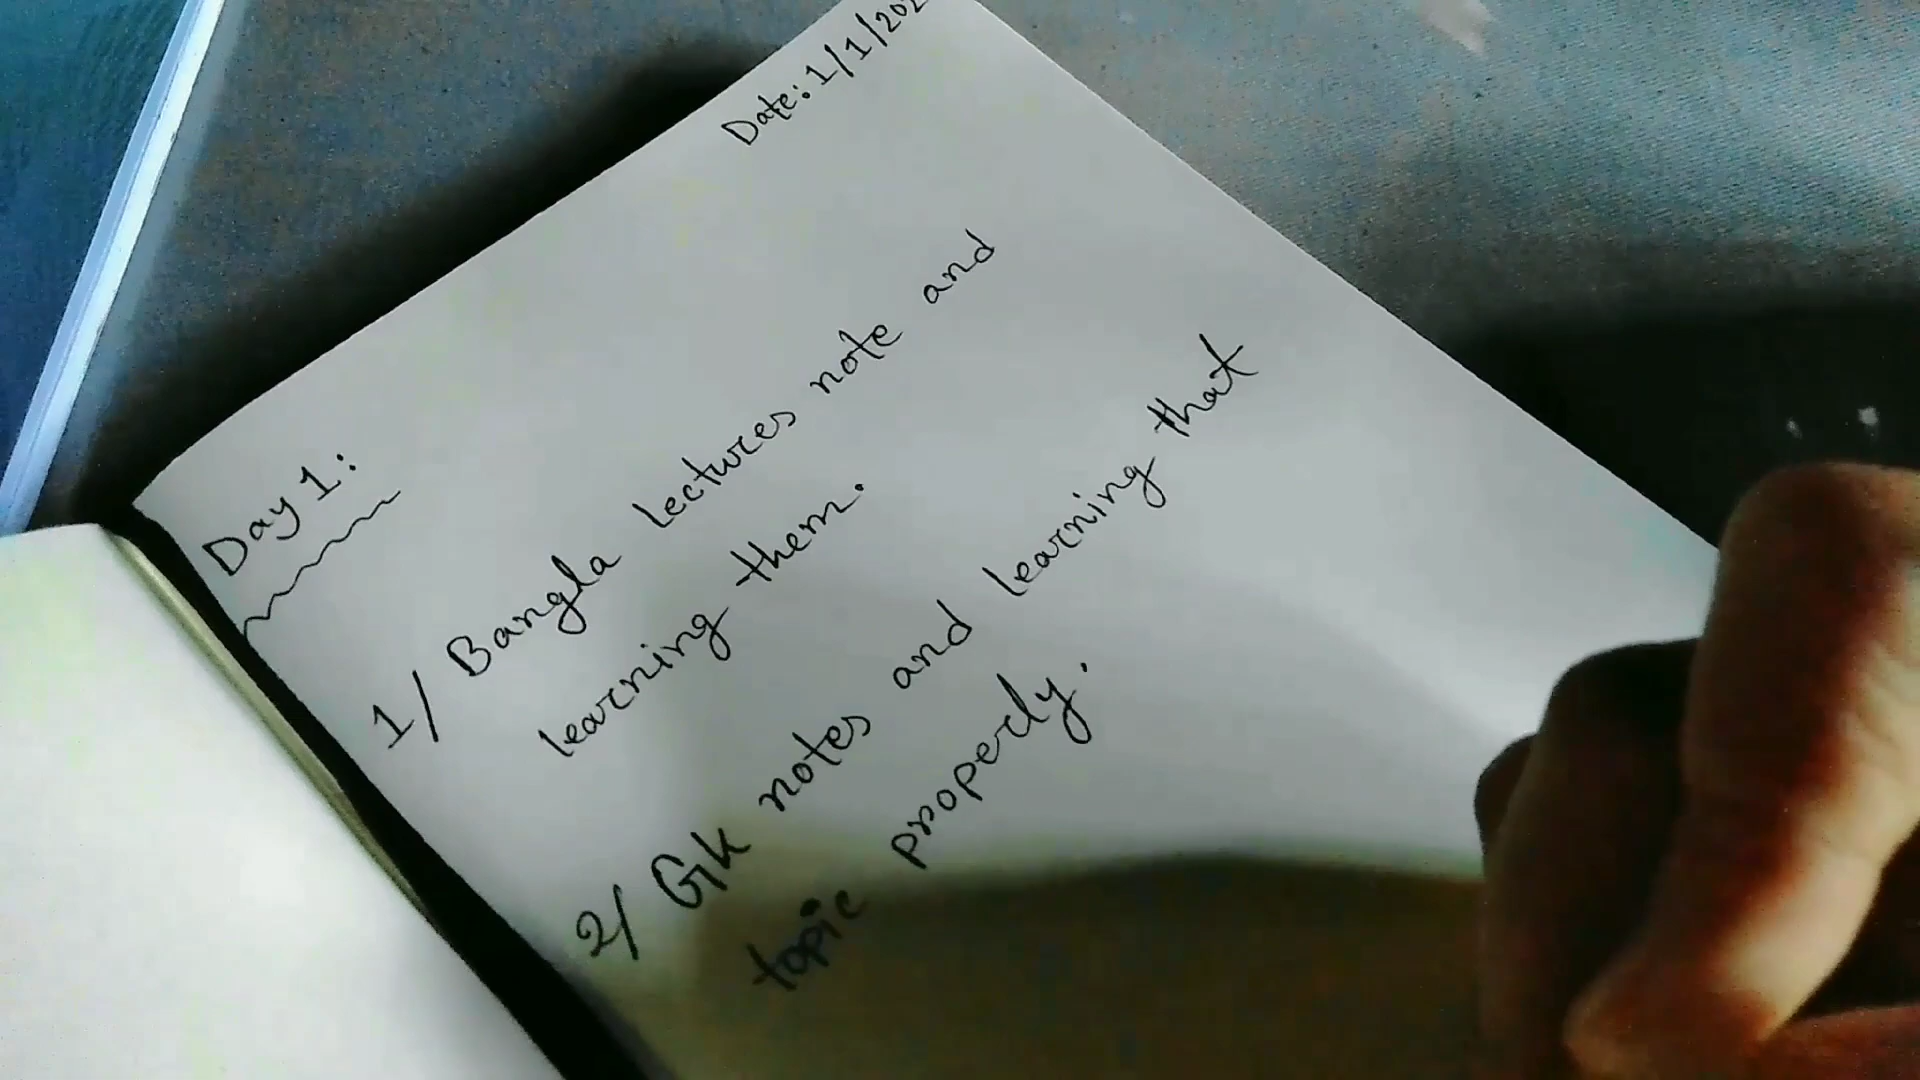 Date: 1/1/202
Day 1:
1/ Bangla lectures note and
learning them.
2/ GK notes and learning that
topic properly.